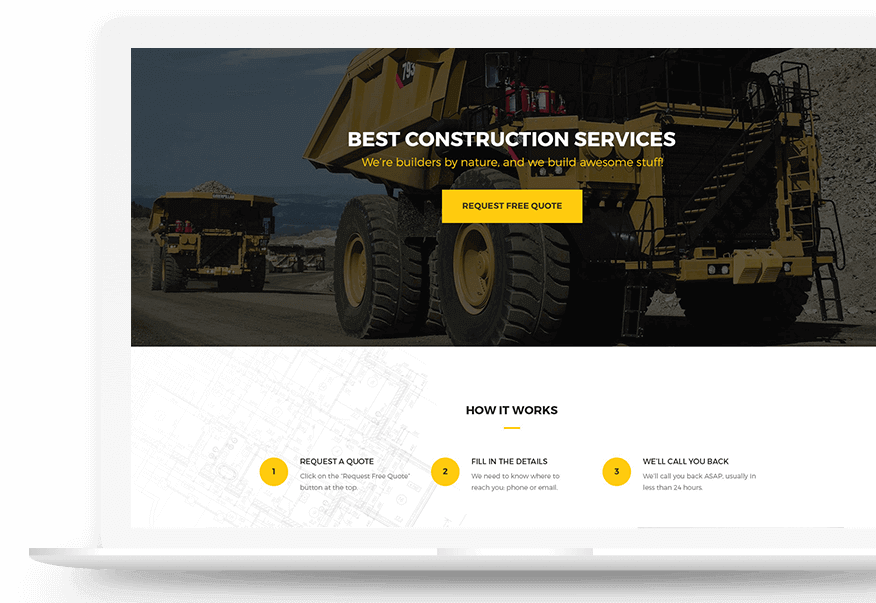 793
BEST CONSTRUCTION SERVICES
We're builders by nature, and we build awesome stuff!
REQUEST FREE QUOTE
HOW IT WORKS
1
REQUEST A QUOTE
Click on the "Request Free Quote"
button at the top.
2
FILL IN THE DETAILS
We need to know where to
reach you: phone or email.
3
WE'LL CALL YOU BACK
We'll call you back ASAP, usually in
less than 24 hours.